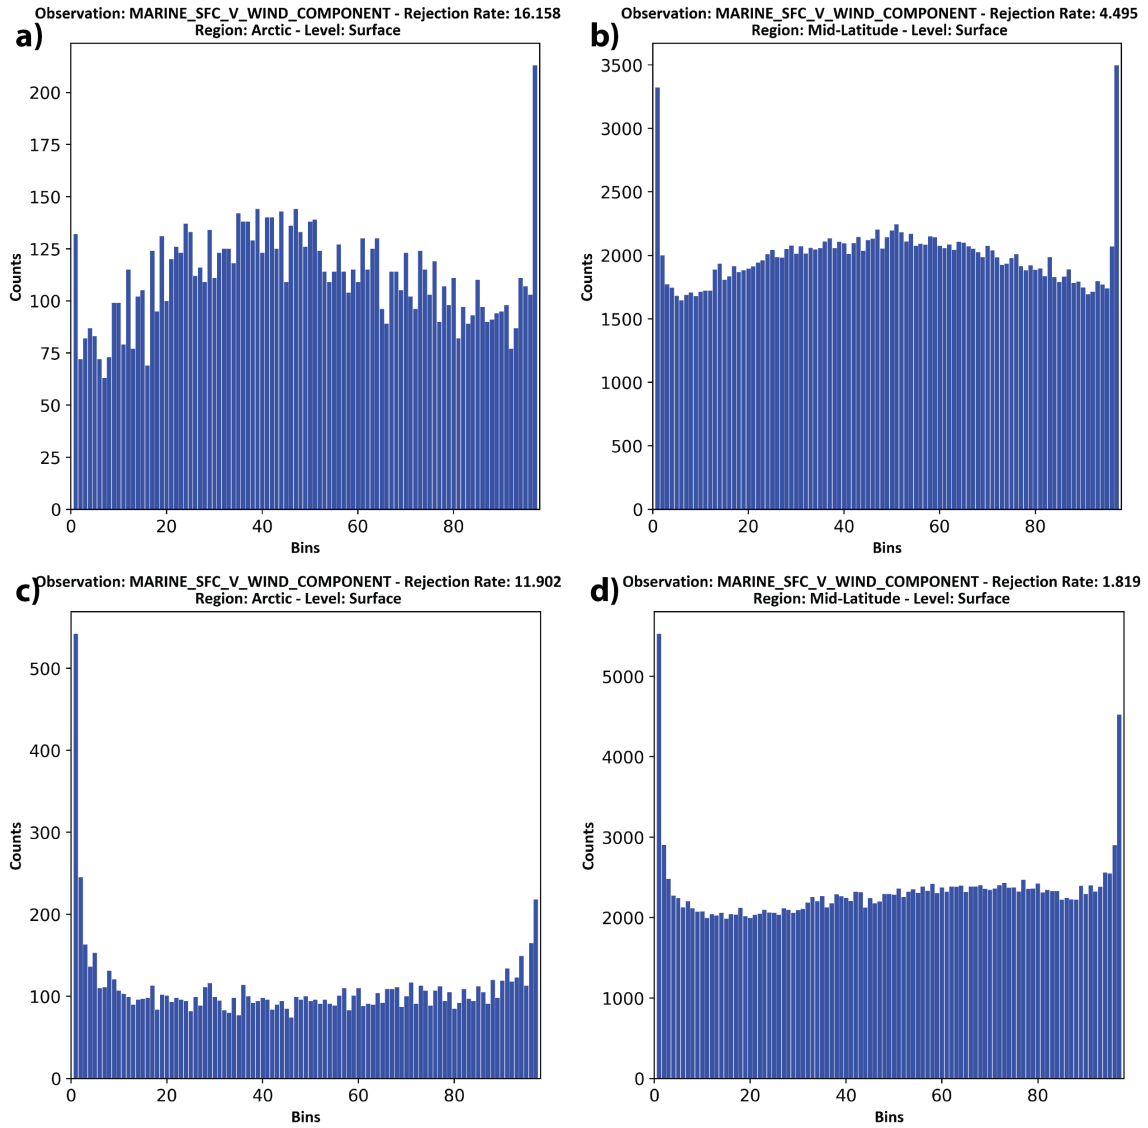 a)
Observation: MARINE_SFC_V_WIND_COMPONENT - Rejection Rate: 16.158
Region: Arctic - Level: Surface
200
175
150
125
100
75
50
25
0
Counts
0 20 40 60 80
Bins
b)
Observation: MARINE_SFC_V_WIND_COMPONENT - Rejection Rate: 4.495
Region: Mid-Latitude - Level: Surface
3500
3000
2500
2000
1500
1000
500
0
Counts
0 20 40 60 80
Bins
c)
Observation: MARINE_SFC_V_WIND_COMPONENT - Rejection Rate: 11.902
Region: Arctic - Level: Surface
500
400
300
200
100
0
Counts
0 20 40 60 80
Bins
d)
Observation: MARINE_SFC_V_WIND_COMPONENT - Rejection Rate: 1.819
Region: Mid-Latitude - Level: Surface
5000
4000
3000
2000
1000
0
Counts
0 20 40 60 80
Bins